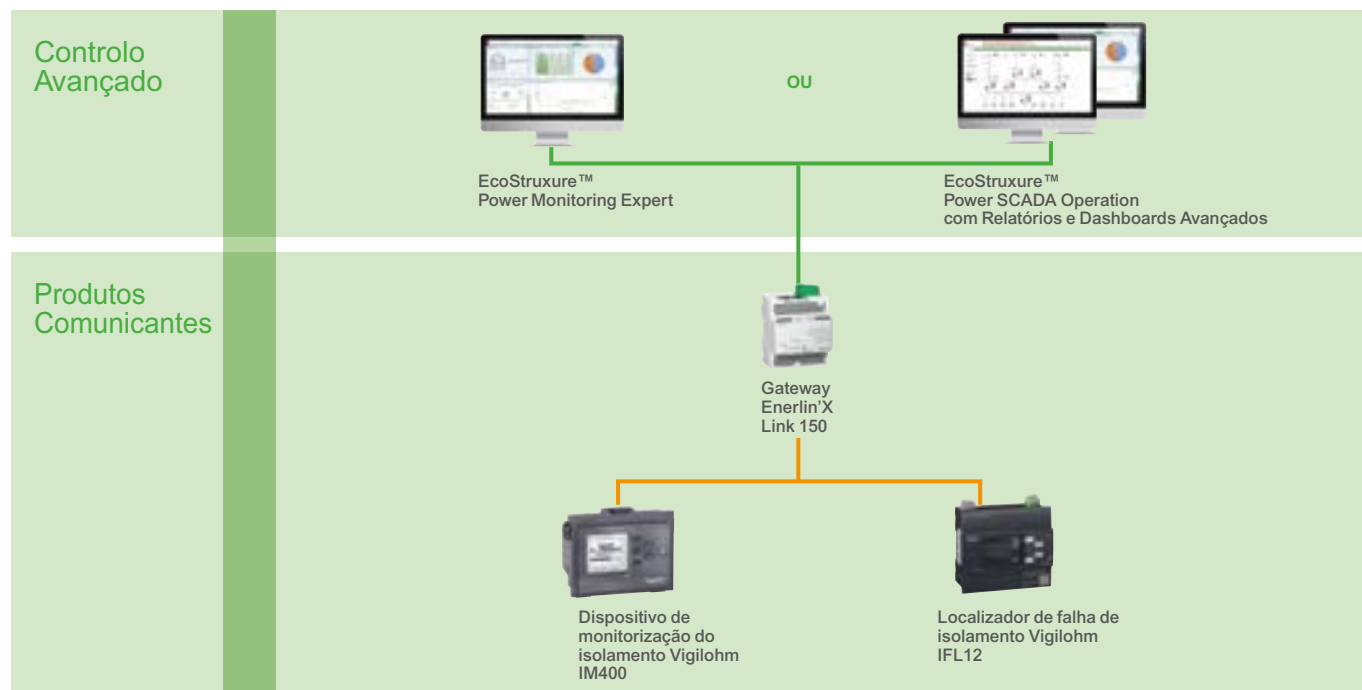 Controlo
Avançado
OU
EcoStruxure™
Power Monitoring Expert
EcoStruxure™
Power SCADA Operation
com Relatórios e Dashboards Avançados
Produtos
Comunicantes
Gateway
Enerlin'X
Link 150
Dispositivo de
monitorização do
isolamento Vigilohm
IM400
Localizador de falha de
isolamento Vigilohm
IFL12